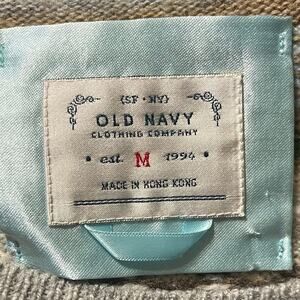 {SF · NY}
OLD NAVY
CLOTHING COMPANY
• est. M 1994 •
MADE IN HONG KONG